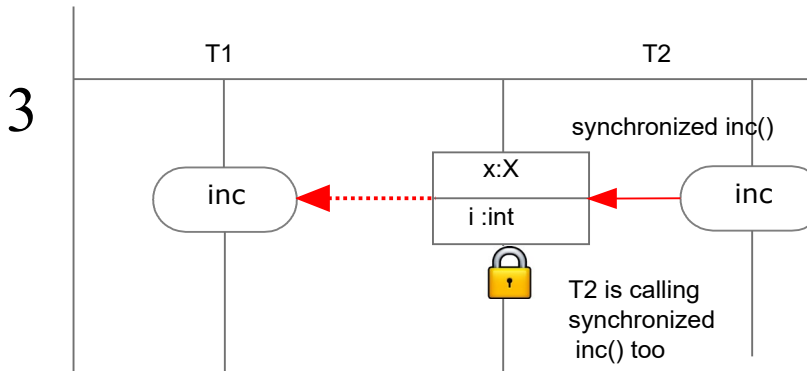 T1
T2
3
synchronized inc()
x:X
inc
inc
i :int
T2 is calling
synchronized
inc() too